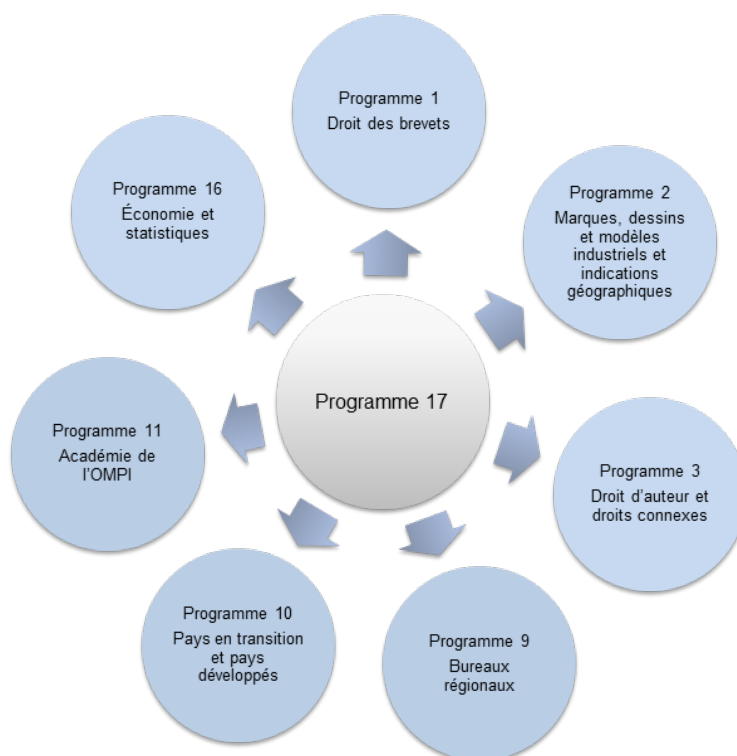 Programme 1
Droit des brevets
Programme 2
Marques, dessins
et modèles
industriels et
indications
géographiques
Programme 3
Droit d'auteur et
droits connexes
Programme 9
Bureaux
régionaux
Programme 10
Pays en transition
et pays
développés
Programme 11
Académie de
l'OMPI
Programme 16
Économie et
statistiques
Programme 17